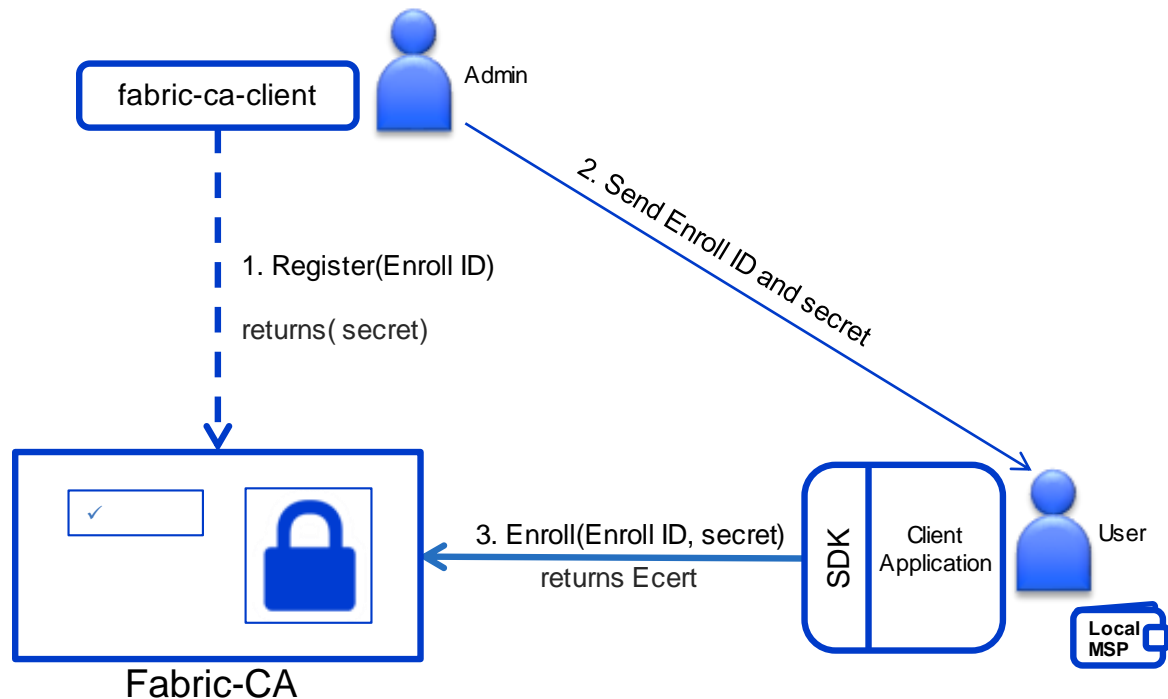 fabric-ca-client
Admin
2. Send Enroll ID and secret
1. Register(Enroll ID)
returns( secret)
✓
3. Enroll(Enroll ID, secret)
returns Ecert
SDK
Client
Application
User
Local
MSP
Fabric-CA